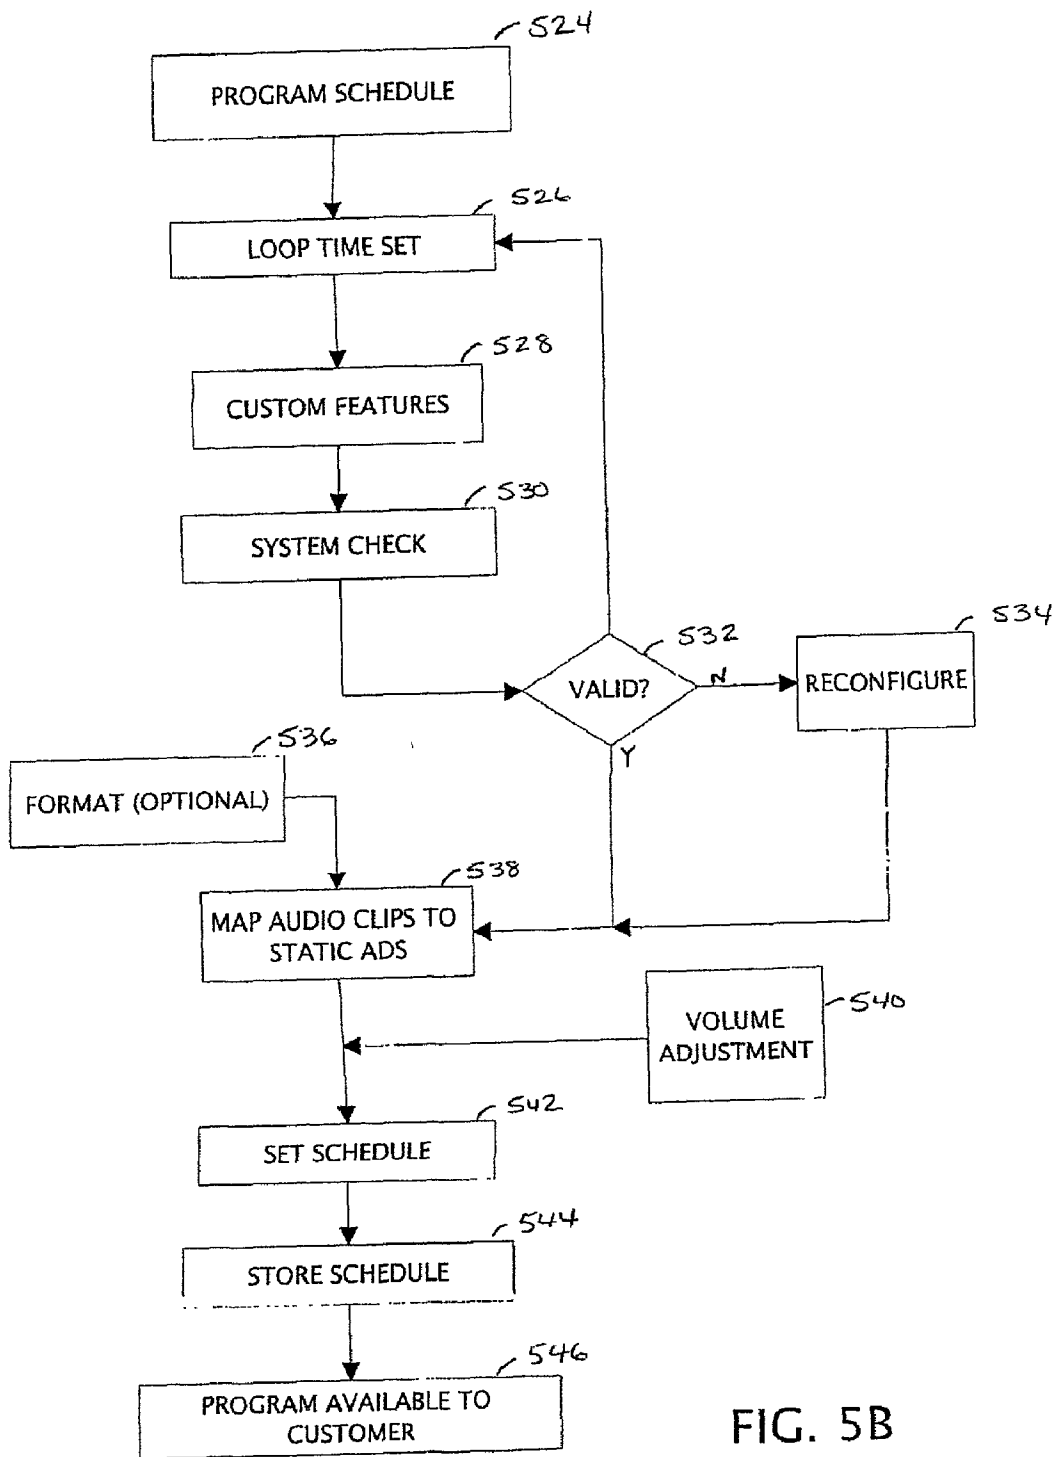 524
PROGRAM SCHEDULE
526
LOOP TIME SET
528
CUSTOM FEATURES
530
SYSTEM CHECK
532
VALID?
N
Y
534
RECONFIGURE
536
FORMAT (OPTIONAL)
538
MAP AUDIO CLIPS TO
STATIC ADS
540
VOLUME
ADJUSTMENT
542
SET SCHEDULE
544
STORE SCHEDULE
546
PROGRAM AVAILABLE TO
CUSTOMER
FIG. 5B